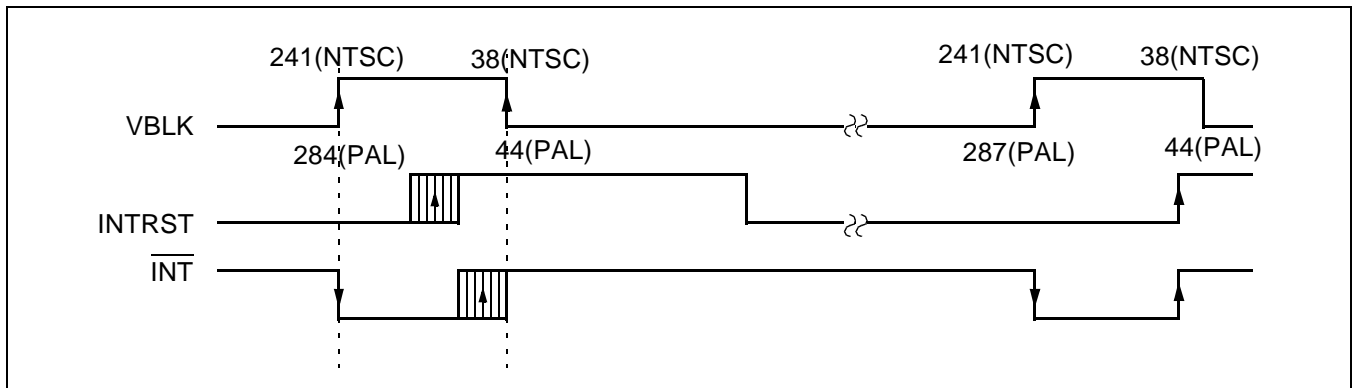 241(NTSC) 38(NTSC) 241(NTSC) 38(NTSC)
VBLK
284(PAL) 44(PAL) 287(PAL) 44(PAL)
INTRST
INT